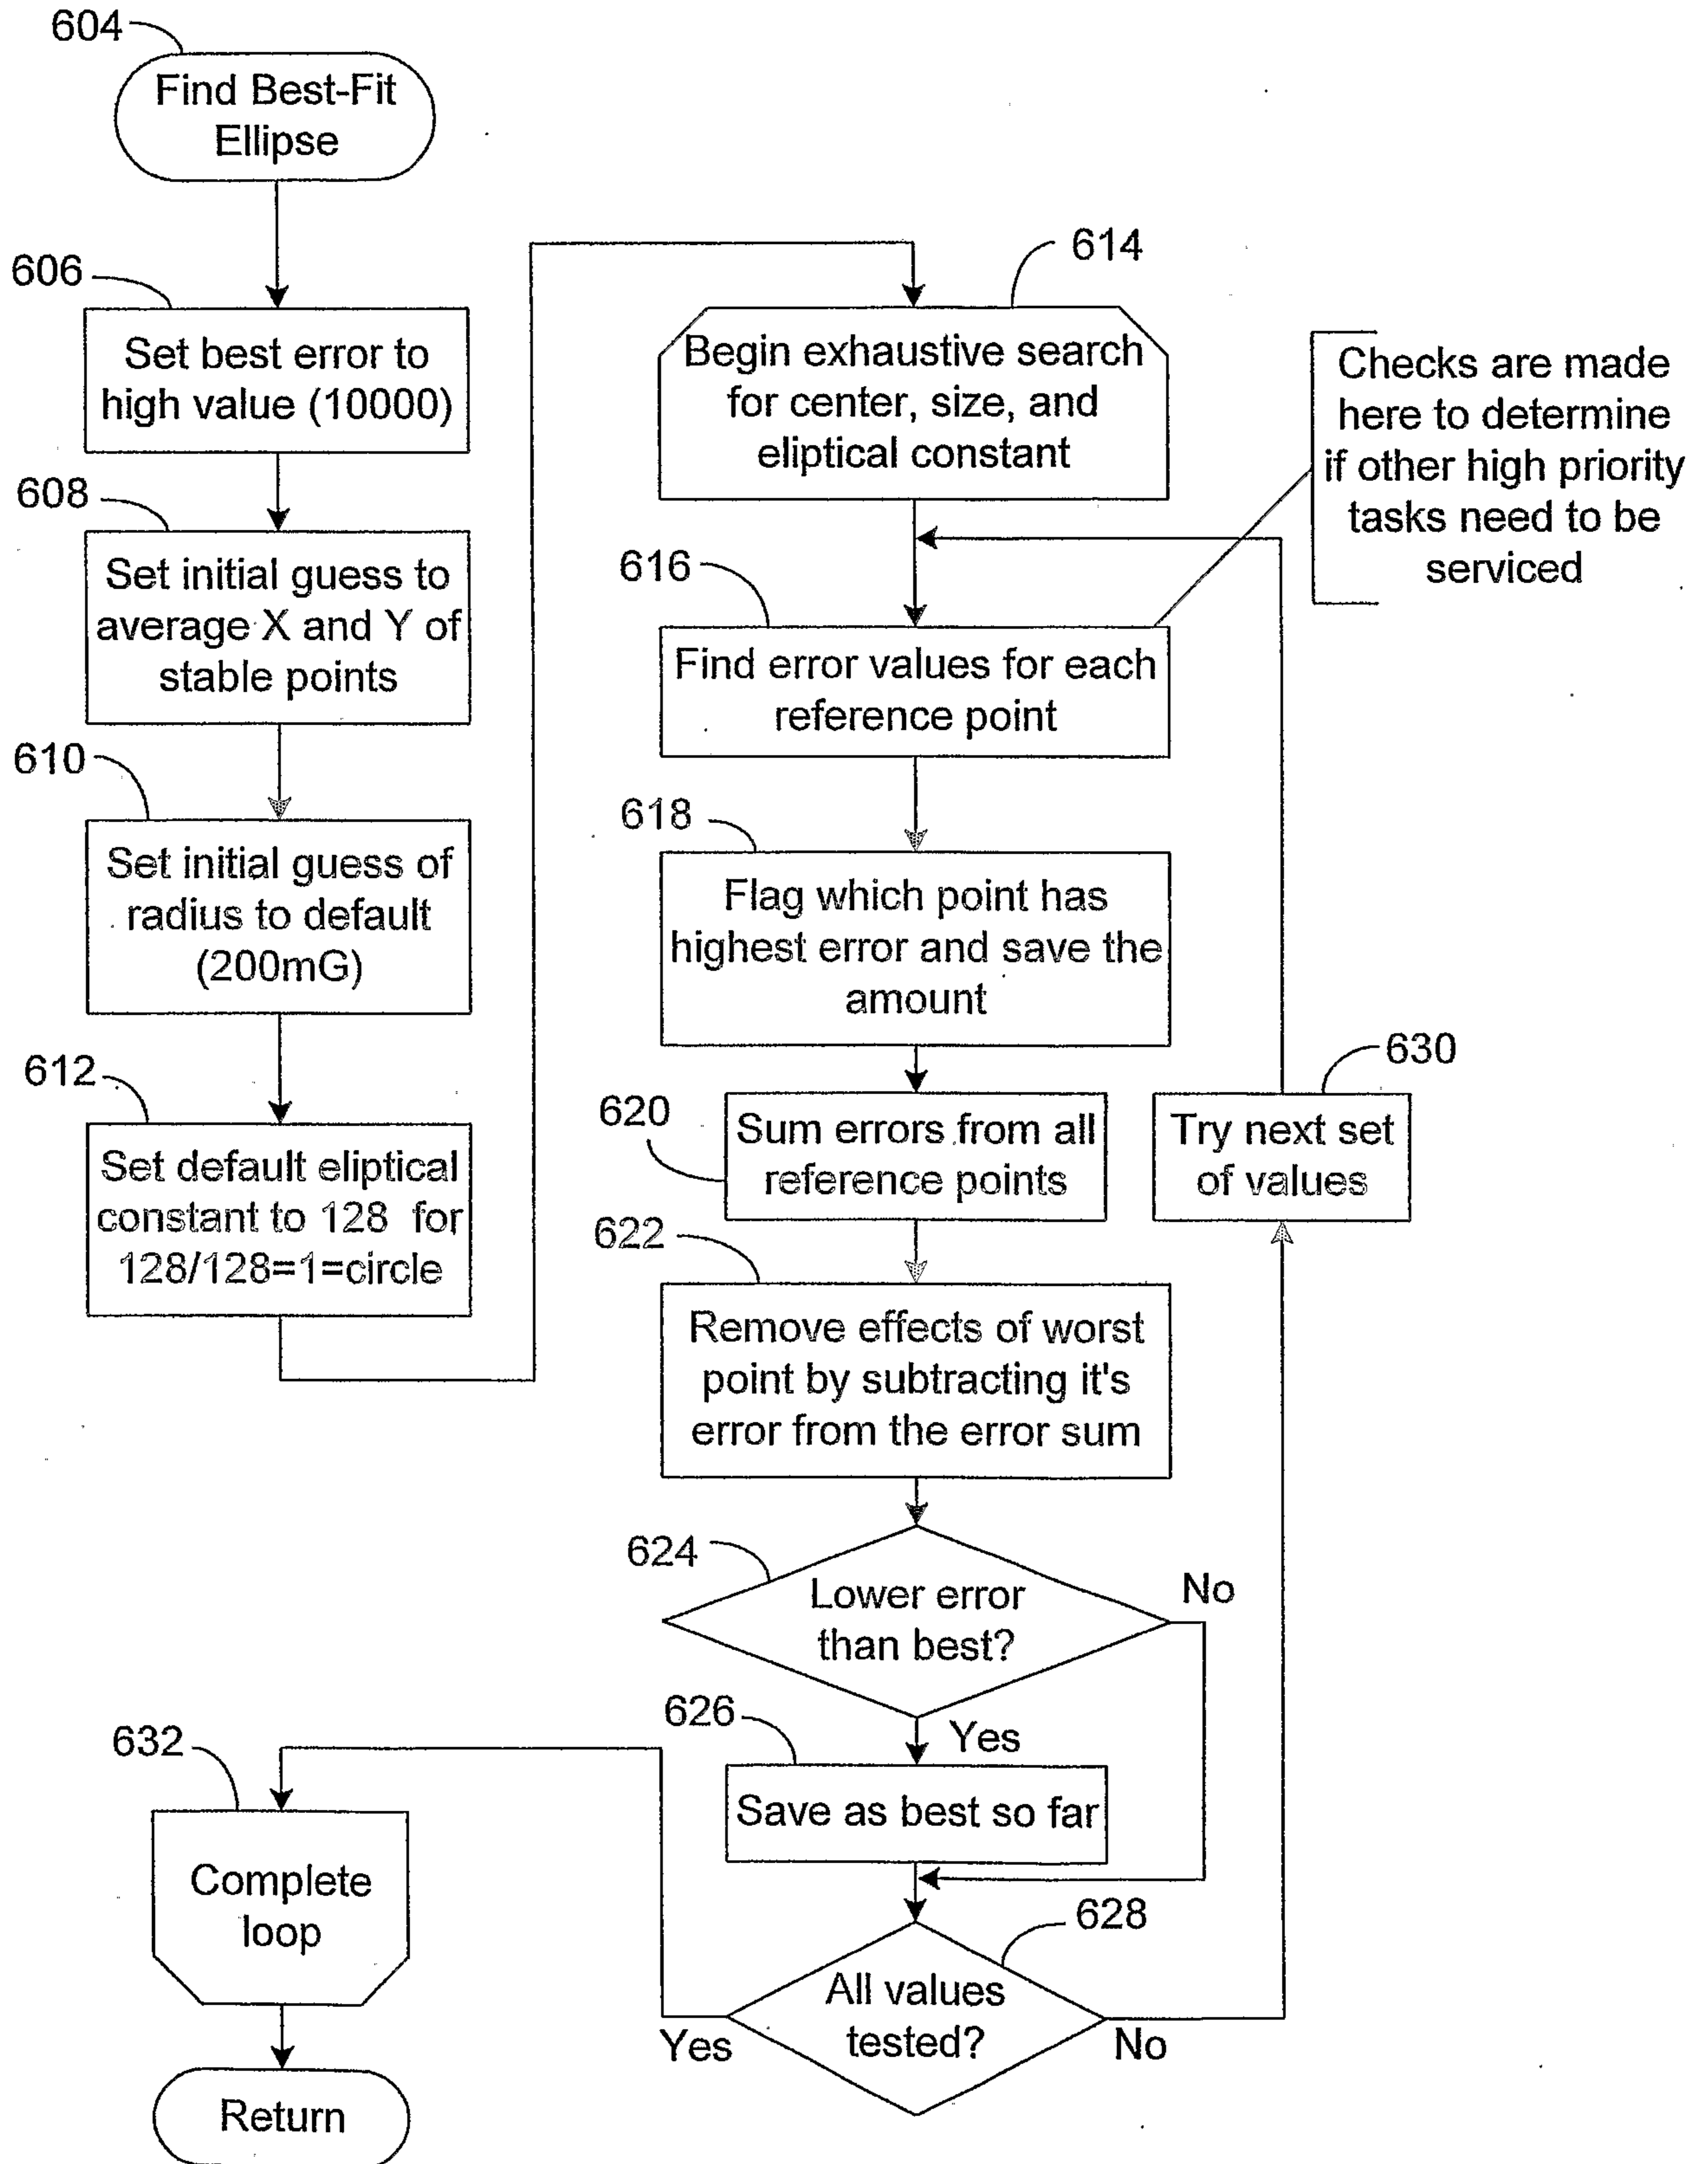 604
Find Best-Fit
Ellipse
606
Set best error to
high value (10000)
608
Set initial guess to
average X and Y of
stable points
610
Set initial guess of
radius to default
(200mG)
612
Set default eliptical
constant to 128 for
128/128=1=circle
614
Begin exhaustive search
for center, size, and
eliptical constant
Checks are made
here to determine
if other high priority
tasks need to be
serviced
616
Find error values for each
reference point
618
Flag which point has
highest error and save the
amount
620
Sum errors from all
reference points
630
Try next set
of values
622
Remove effects of worst
point by subtracting it's
error from the error sum
624
Lower error
than best?
No
Yes
626
Save as best so far
628
All values
tested?
Yes
No
632
Complete
loop
Return